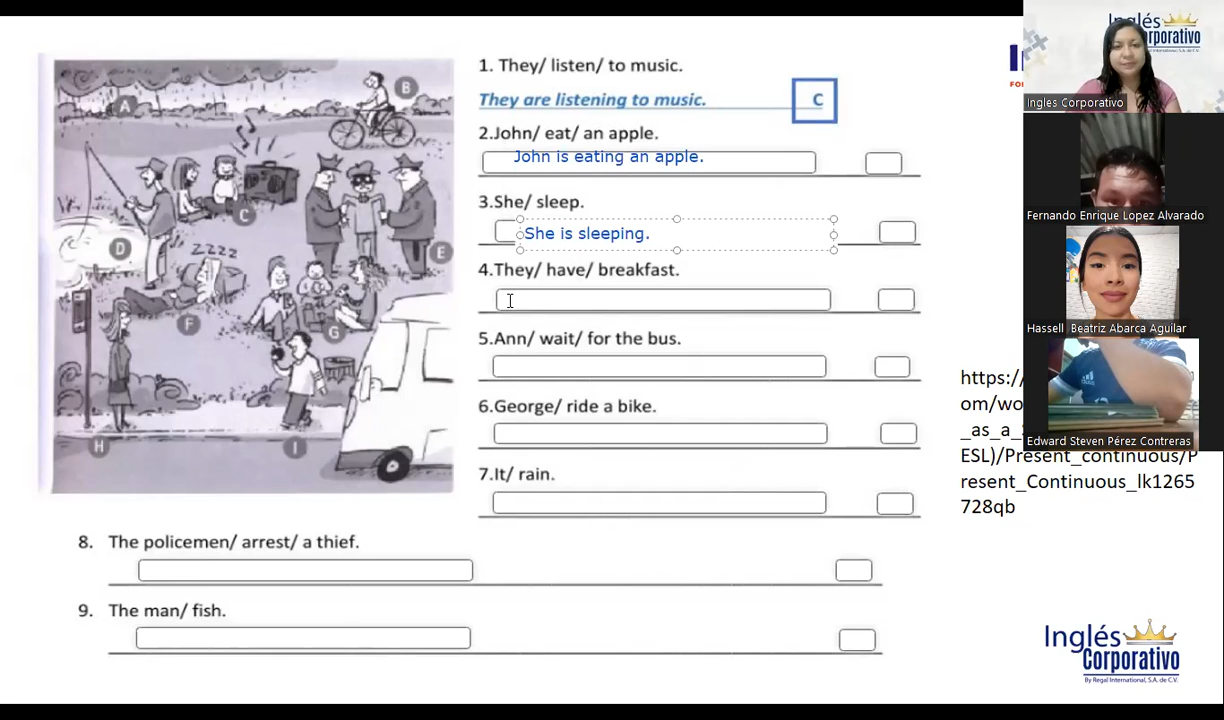 1. They/ listen/ to music.
They are listening to music.
C
2.John/ eat/ an apple.
John is eating an apple.
3.She/ sleep.
She is sleeping.
4.They/ have/ breakfast.
5.Ann/ wait/ for the bus.
6.George/ ride a bike.
7.It/ rain.
8. The policemen/ arrest/ a thief.
9. The man/ fish.
A
B
C
D
E
ZZZZ
F
G
H
I
https:/
om/wo
_as_a_
ESL)/Present_continuous/P
resent_Continuous_lk1265
728qb
Inglés
Corporativo
By Regal International, S.A. de C.V.
Inglés
Ingles Corporativo
Fernando Enrique Lopez Alvarado
Hassell Beatriz Abarca Aguilar
Edward Steven Pérez Contreras